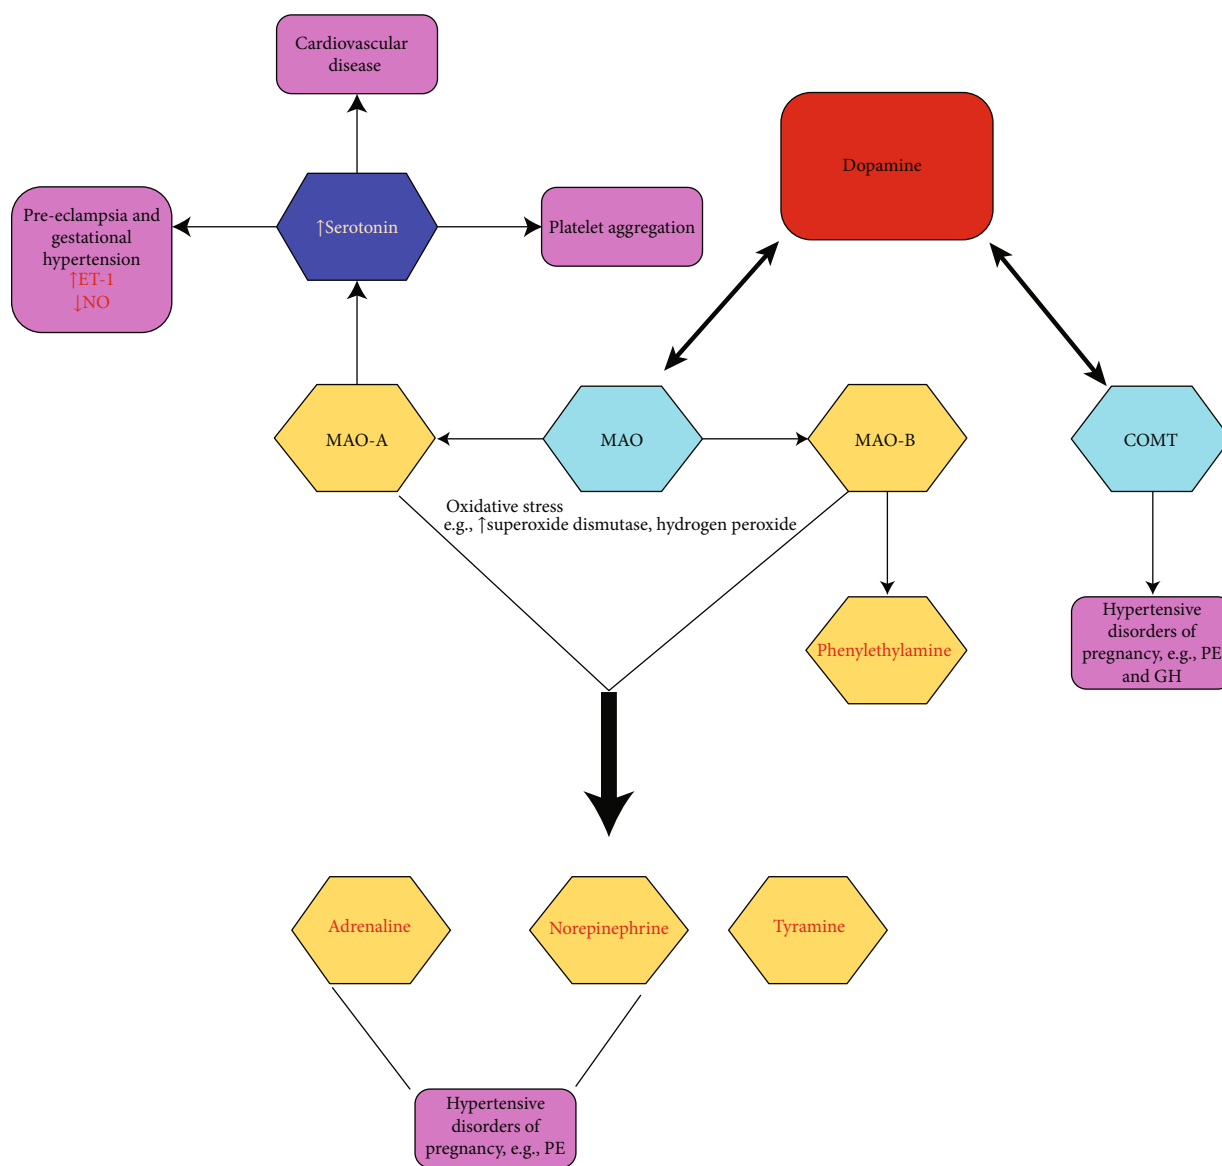 Cardiovascular
disease
Dopamine
Pre-eclampsia and
gestational
hypertension
↑ET-1
↓NO
↑Serotonin
Platelet aggregation
MAO-A
MAO
MAO-B
COMT
Oxidative stress
e.g., ↑superoxide dismutase, hydrogen peroxide
Phenylethylamine
Hypertensive
disorders of
pregnancy, e.g., PE
and GH
Adrenaline
Norepinephrine
Tyramine
Hypertensive
disorders of
pregnancy, e.g., PE